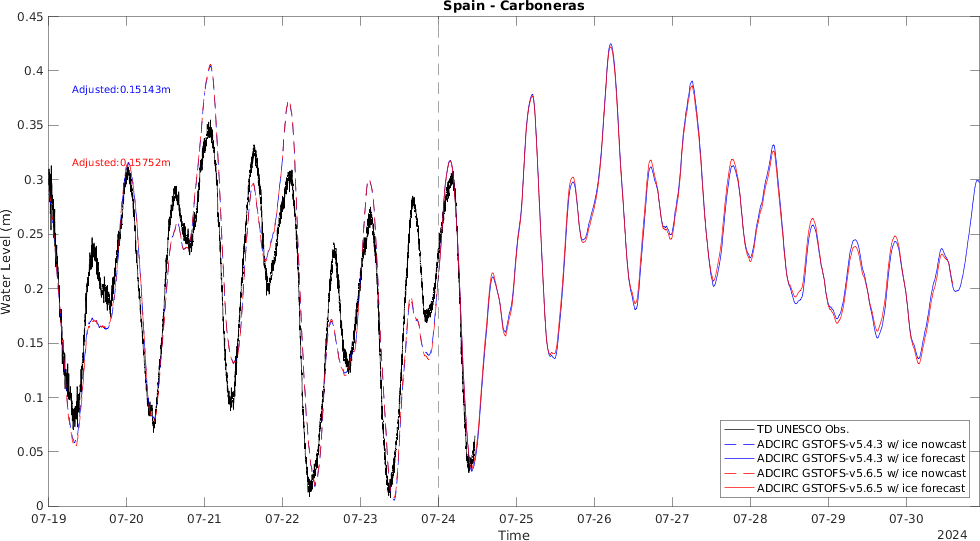 Spain - Carboneras
0.45
0.4
0.35
0.3
0.25
0.2
0.15
0.1
0.05
0
Water Level (m)
Adjusted:0.15143m
Adjusted:0.15752m
TD UNESCO Obs.
ADCIRC GSTOFS-v5.4.3 w/ ice nowcast
ADCIRC GSTOFS-v5.4.3 w/ ice forecast
ADCIRC GSTOFS-v5.6.5 w/ ice nowcast
ADCIRC GSTOFS-v5.6.5 w/ ice forecast
07-19 07-20 07-21 07-22 07-23 07-24 07-25 07-26 07-27 07-28 07-29 07-30
Time
2024